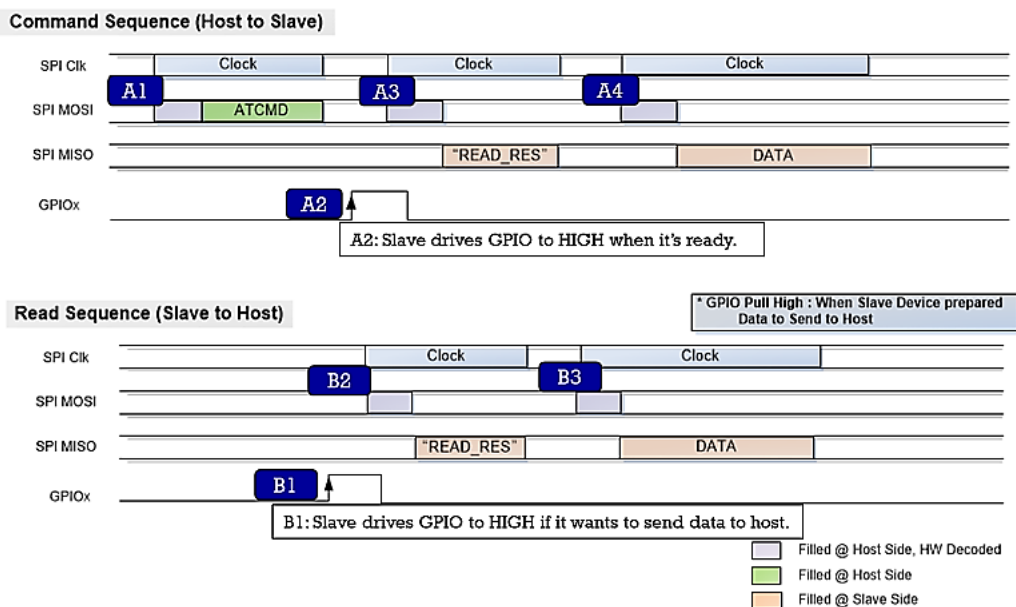 Command Sequence (Host to Slave)
SPI Clk
Clock
Clock
Clock
A1
A3
A4
SPI MOSI
ATCMD
SPI MISO
"READ_RES"
DATA
GPIOx
A2
A2: Slave drives GPIO to HIGH when it's ready.
Read Sequence (Slave to Host)
* GPIO Pull High : When Slave Device prepared
Data to Send to Host
SPI Clk
Clock
Clock
B2
B3
SPI MOSI
SPI MISO
"READ_RES"
DATA
GPIOx
B1
B1: Slave drives GPIO to HIGH if it wants to send data to host.
Filled @ Host Side, HW Decoded
Filled @ Host Side
Filled @ Slave Side